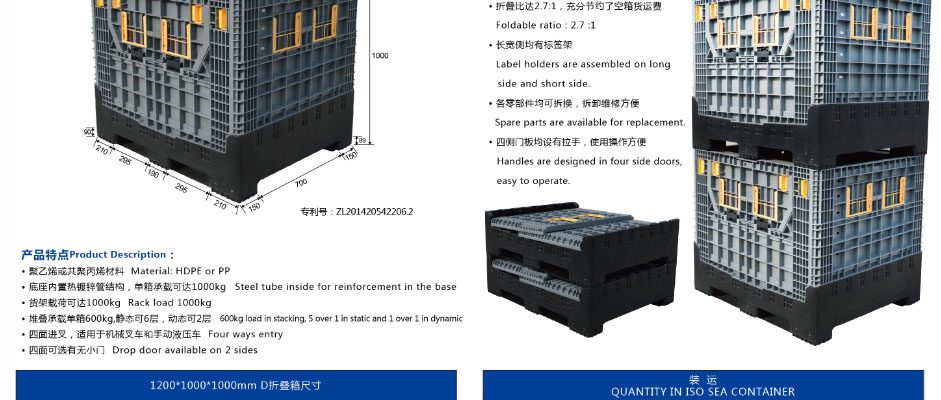 1000
90
89
210
295
190
295
210
150
700
150
专利号：ZL201420542206.2
产品特点Product Description：
• 聚乙烯或共聚丙烯材料 Material: HDPE or PP
• 底座内置热镀锌管结构，单箱承载可达1000kg Steel tube inside for reinforcement in the base
• 货架载荷可达1000kg Rack load 1000kg
• 堆叠承载单箱600kg,静态可6层，动态可2层 600kg load in stacking, 5 over 1 in static and 1 over 1 in dynamic
• 四面进叉，适用于机械叉车和手动液压车 Four ways entry
• 四面可选有无小门 Drop door available on 2 sides
1200*1000*1000mm D折叠箱尺寸
• 折叠比达2.7:1，充分节约了空箱货运费
Foldable ratio : 2.7 :1
• 长宽侧均有标签架
Label holders are assembled on long
side and short side.
• 各零部件均可拆换，拆卸维修方便
Spare parts are available for replacement.
• 四侧门板均设有拉手，使用操作方便
Handles are designed in four side doors,
easy to operate.
装 运
QUANTITY IN ISO SEA CONTAINER